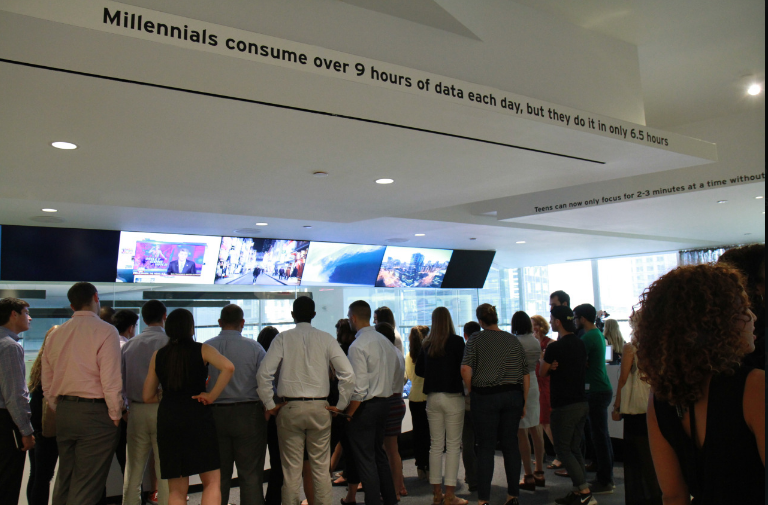 Millennials consume over 9 hours of data each day, but they do it in only 6.5 hours
Teens can now only focus for 2-3 minutes at a time without